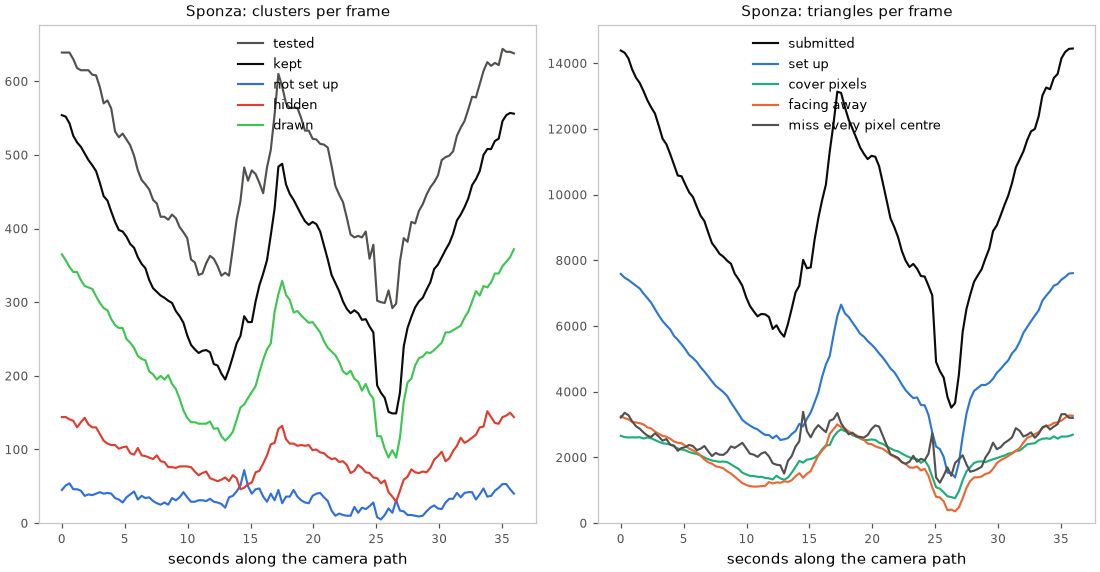 Sponza: clusters per frame
tested
kept
not set up
hidden
drawn
600
500
400
300
200
100
0
0 5 10 15 20 25 30 35
seconds along the camera path
Sponza: triangles per frame
submitted
set up
cover pixels
facing away
miss every pixel centre
14000
12000
10000
8000
6000
4000
2000
0
0 5 10 15 20 25 30 35
seconds along the camera path